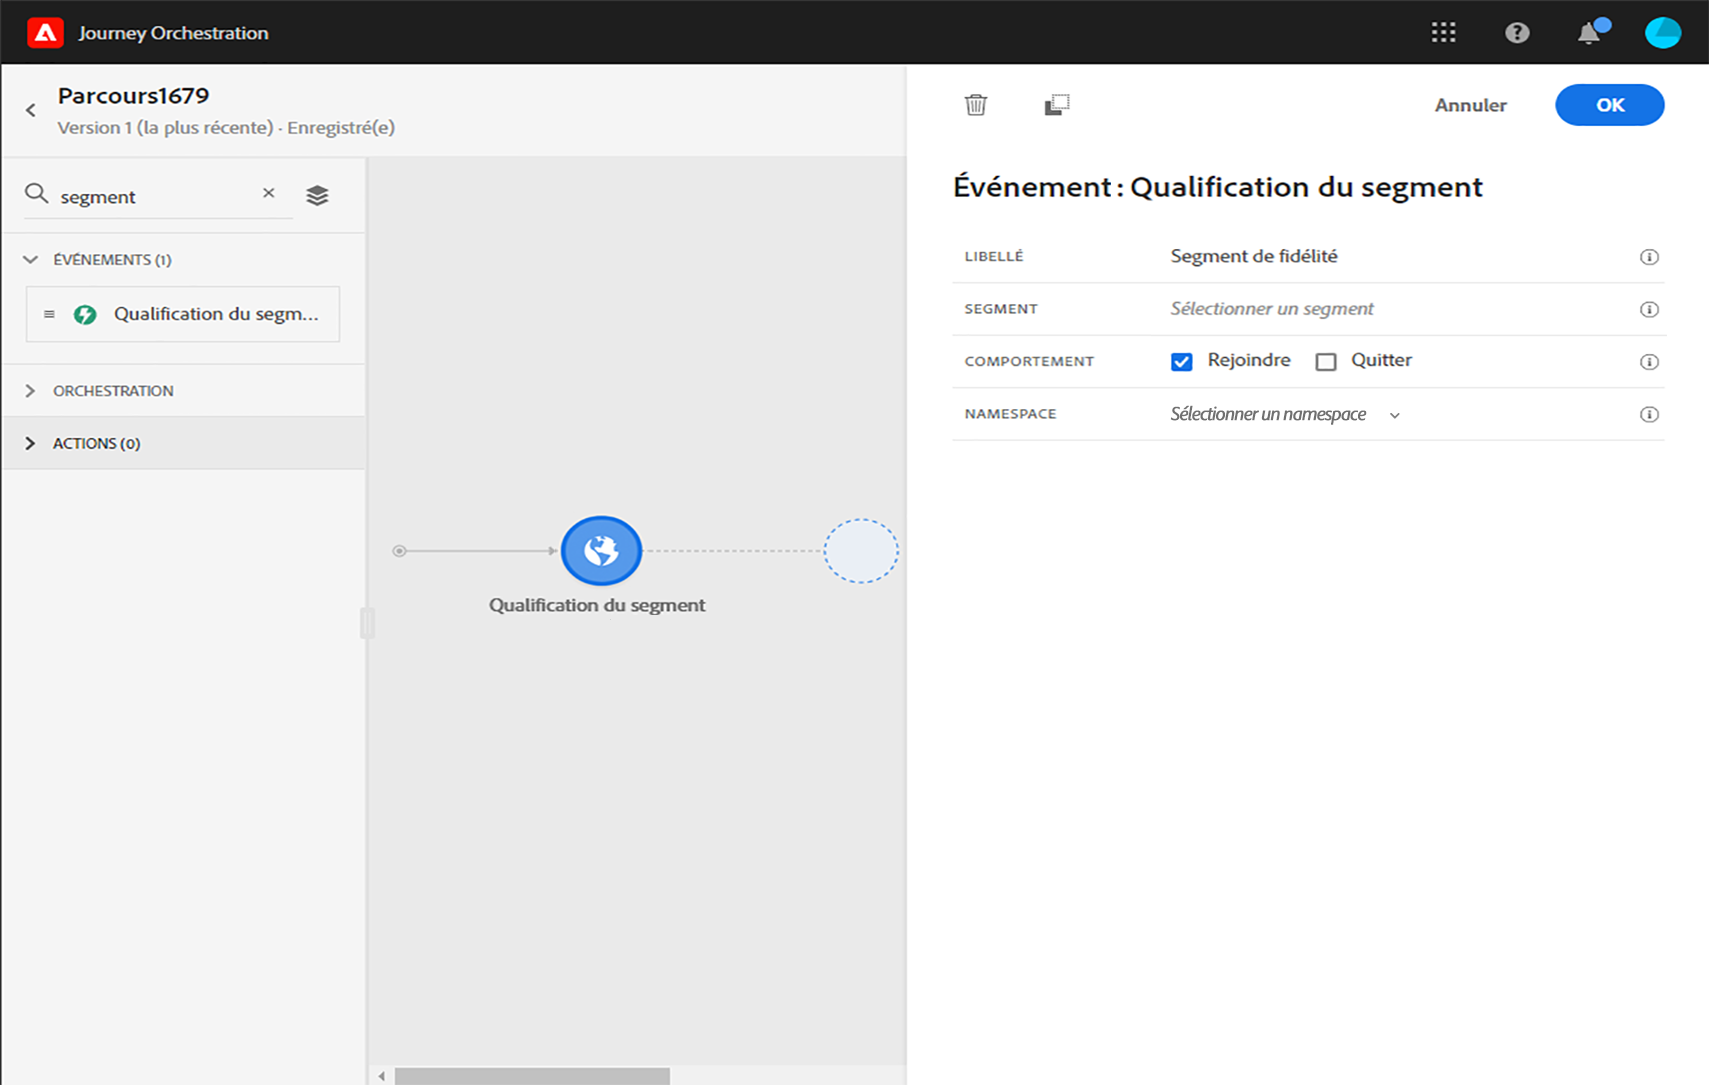 Journey Orchestration
Parcours1679
Version 1 (la plus récente) · Enregistré(e)
Annuler
OK
segment
Événement : Qualification du segment
ÉVÉNEMENTS (1)
Qualification du segm...
ORCHESTRATION
ACTIONS (0)
LIBELLÉ
Segment de fidélité
SEGMENT
Sélectionner un segment
COMPORTEMENT
Rejoindre
Quitter
NAMESPACE
Sélectionner un namespace
Qualification du segment